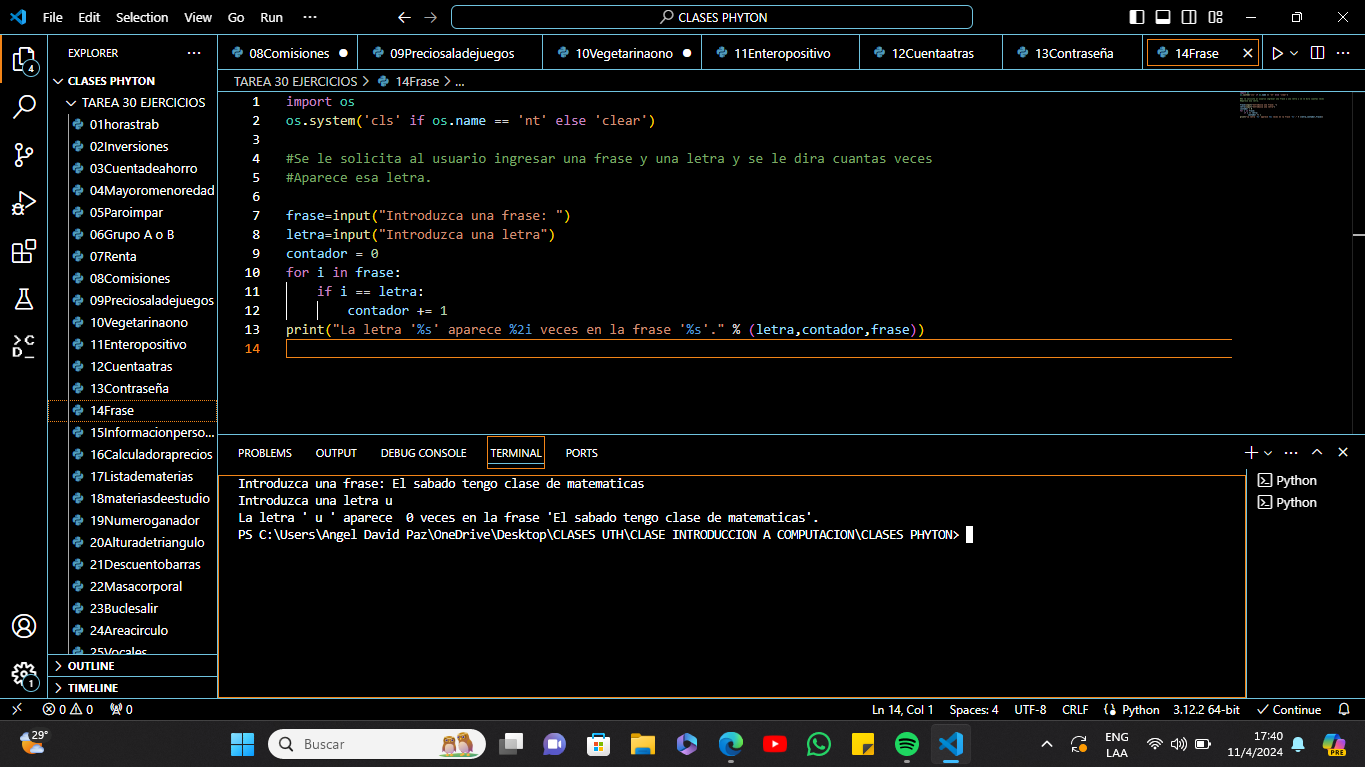 File Edit Selection View Go Run ··· CLASES PHYTON
EXPLORER ···
08Comisiones 09Preciosaladejuegos 10Vegetarinaono 11Enteropositivo 12Cuentaatras 13Contraseña 14Frase
CLASES PHYTON
TAREA 30 EJERCICIOS
01horastrab
02Inversiones
03Cuentadeahorro
04Mayoromenoredad
05Paroimpar
06Grupo A o B
07Renta
08Comisiones
09Preciosaladejuegos
10Vegetarinaono
11Enteropositivo
12Cuentaatras
13Contraseña
14Frase
15Informacionperso...
16Calculadoraprecios
17Listadematerias
18materiasdeestudio
19Numeroganador
20Alturadetriangulo
21Descuentobarras
22Masacorporal
23Buclesalir
24Areacirculo
25Vocales
OUTLINE
TIMELINE
4
1
TAREA 30 EJERCICIOS > 14Frase > ...
1 import os
2 os.system('cls' if os.name == 'nt' else 'clear')
3
4 #Se le solicita al usuario ingresar una frase y una letra y se le dira cuantas veces
5 #Aparece esa letra.
6
7 frase=input("Introduzca una frase: ")
8 letra=input("Introduzca una letra")
9 contador = 0
10 for i in frase:
11 if i == letra:
12 contador += 1
13 print("La letra '%s' aparece %2i veces en la frase '%s'." % (letra,contador,frase))
14
PROBLEMS OUTPUT DEBUG CONSOLE TERMINAL PORTS
Introduzca una frase: El sabado tengo clase de matematicas
Introduzca una letra u
La letra ' u ' aparece  0 veces en la frase 'El sabado tengo clase de matematicas'.
PS C:\Users\Angel David Paz\OneDrive\Desktop\CLASES UTH\CLASE INTRODUCCION A COMPUTACION\CLASES PHYTON>
Python
Python
0 0 0 Ln 14, Col 1 Spaces: 4 UTF-8 CRLF Python 3.12.2 64-bit Continue
29° Buscar ENG LAA 17:40 11/4/2024 PRE